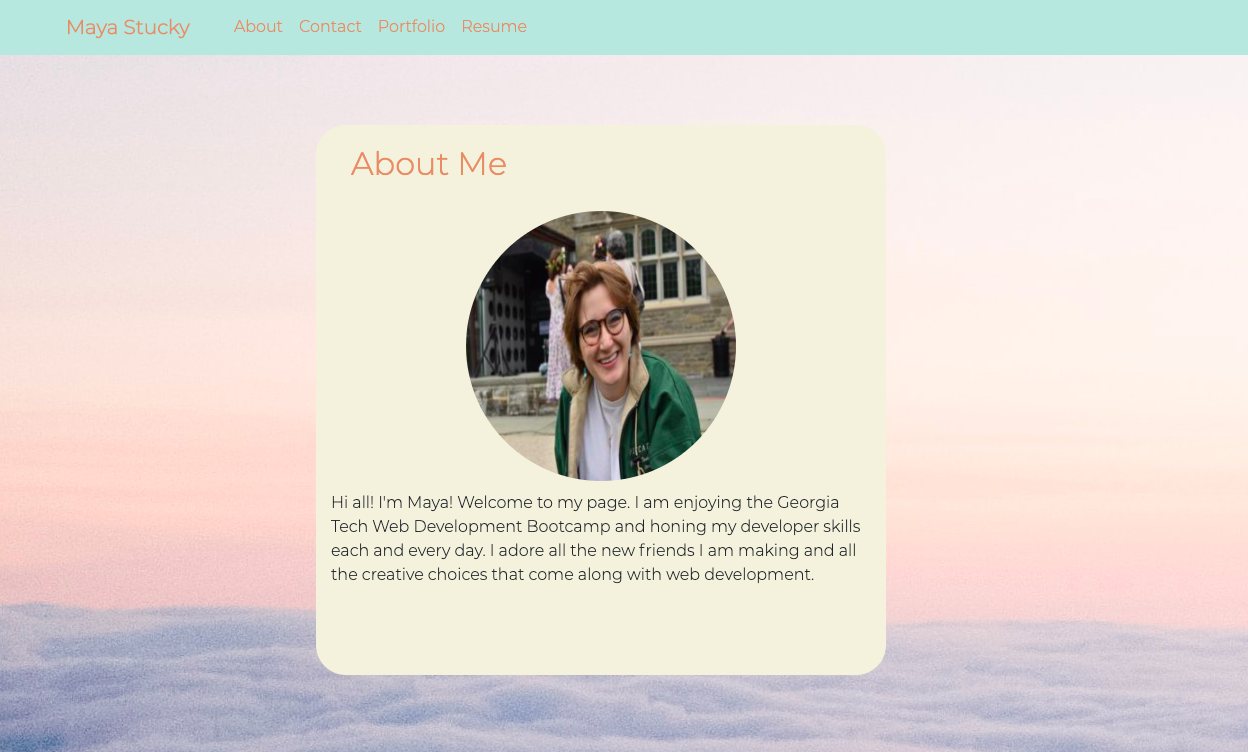 Maya Stucky About Contact Portfolio Resume
About Me
Hi all! I'm Maya! Welcome to my page. I am enjoying the Georgia
Tech Web Development Bootcamp and honing my developer skills
each and every day. I adore all the new friends I am making and all
the creative choices that come along with web development.